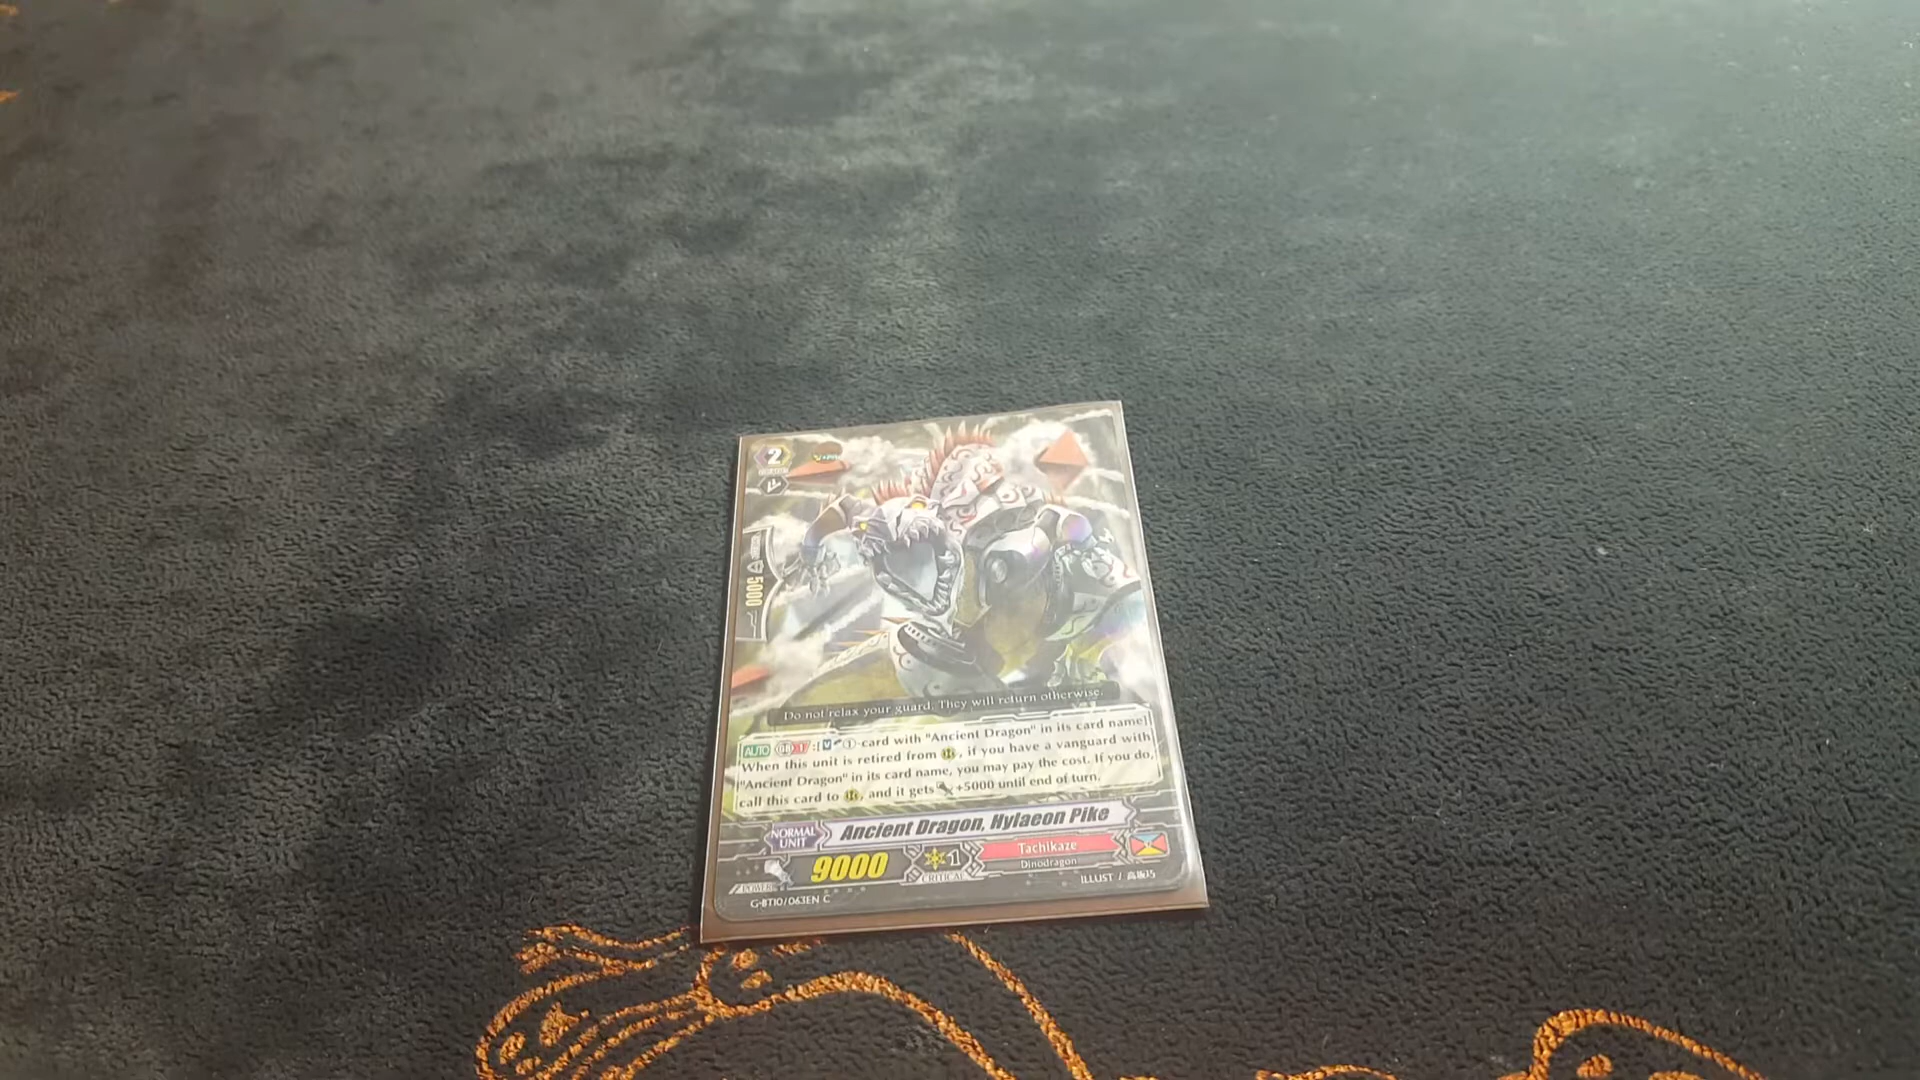 2
5000
Do not relax your guard. They will return otherwise.
AUTO GB 1 :[V 1 card with "Ancient Dragon" in its card name]
When this unit is retired from R, if you have a vanguard with
"Ancient Dragon" in its card name, you may pay the cost. If you do,
call this card to R, and it gets +5000 until end of turn.
NORMAL UNIT
Ancient Dragon, Hylaeon Pike
POWER 9000
1 CRITICAL
Tachikaze
Dinodragon
G-BT10/063EN C
ILLUST /